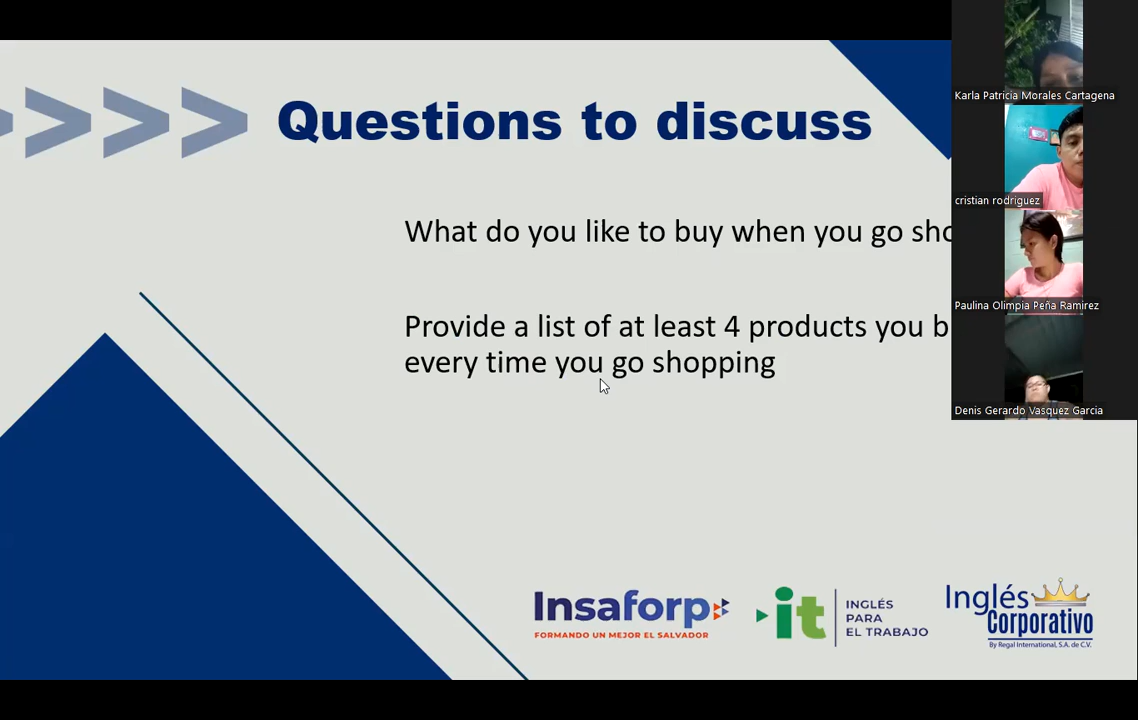 Questions to discuss
What do you like to buy when you go sho
Provide a list of at least 4 products you b
every time you go shopping
Karla Patricia Morales Cartagena
cristian rodriguez
Paulina Olimpia Peña Ramirez
Denis Gerardo Vasquez Garcia
Insaforp
FORMANDO UN MEJOR EL SALVADOR
it
INGLÉS
PARA
EL TRABAJO
Inglés
Corporativo
By Regal International, S.A. de C.V.